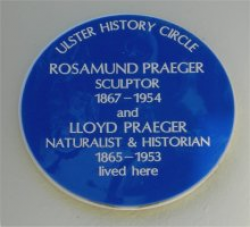 ULSTER HISTORY CIRCLE
ROSAMUND PRAEGER
SCULPTOR
1867-1954
and
LLOYD PRAEGER
NATURALIST & HISTORIAN
1865-1953
lived here